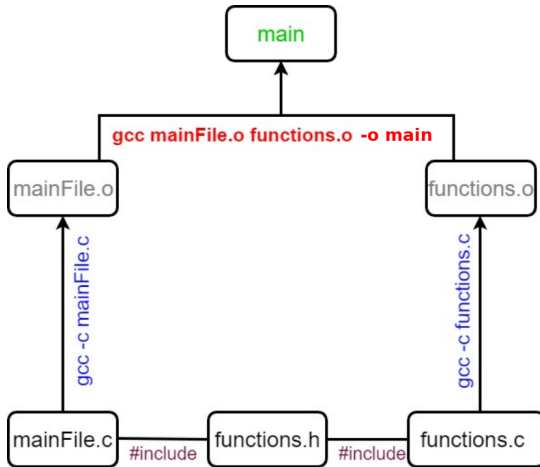 main
gcc mainFile.o functions.o -o main
mainFile.o
functions.o
gcc -c mainFile.c
gcc -c functions.c
mainFile.c
#include
functions.h
#include
functions.c